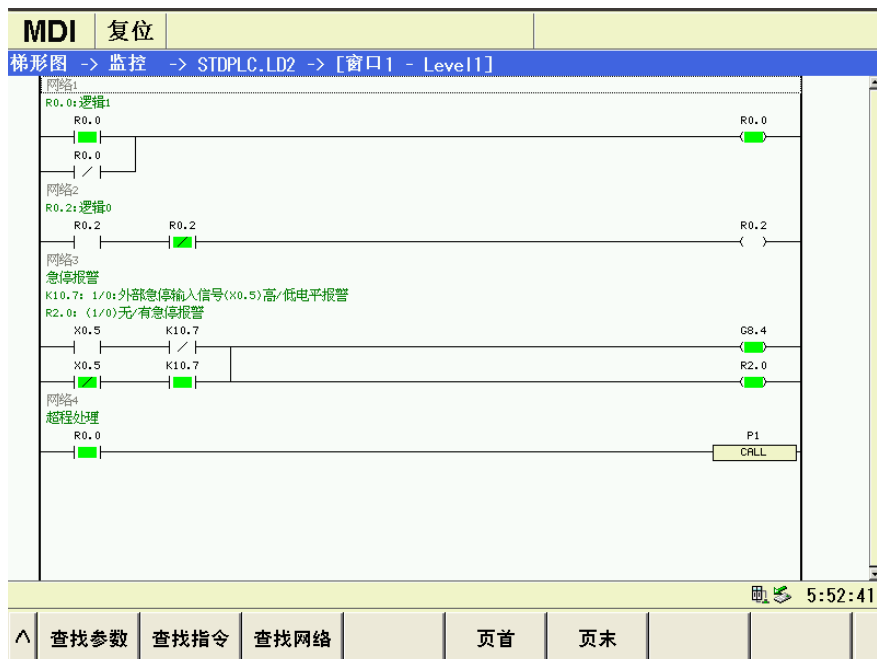 MDI 复位
梯形图 -> 监控 -> STDPLC.LD2 -> [窗口1 - Level1]
网络1
R0.0:逻辑1
R0.0 R0.0
R0.0
网络2
R0.2:逻辑0
R0.2 R0.2 R0.2
网络3
急停报警
K10.7: 1/0:外部急停输入信号(X0.5)高/低电平报警
R2.0: (1/0)无/有急停报警
X0.5 K10.7 G8.4
X0.5 K10.7 R2.0
网络4
超程处理
R0.0 P1
CALL
5:52:41
^ 查找参数 查找指令 查找网络 页首 页末